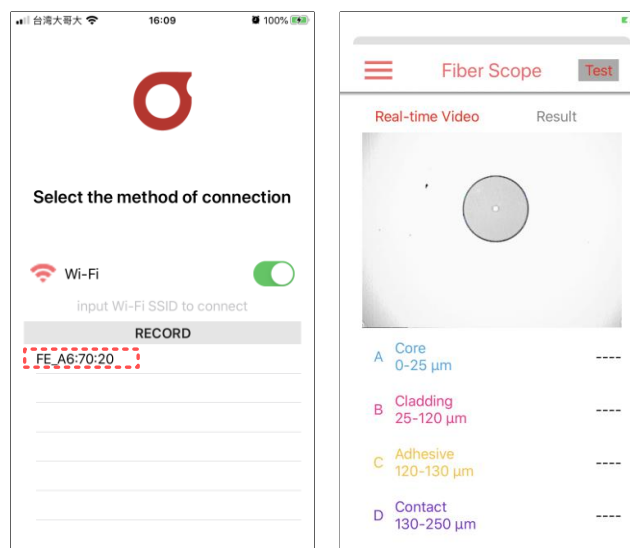 台湾大哥大
16:09
100%
Select the method of connection
Wi-Fi
input Wi-Fi SSID to connect
RECORD
FE_A6:70:20
Fiber Scope
Test
Real-time Video
Result
A
Core
0-25 μm
----
B
Cladding
25-120 μm
----
C
Adhesive
120-130 μm
----
D
Contact
130-250 μm
----